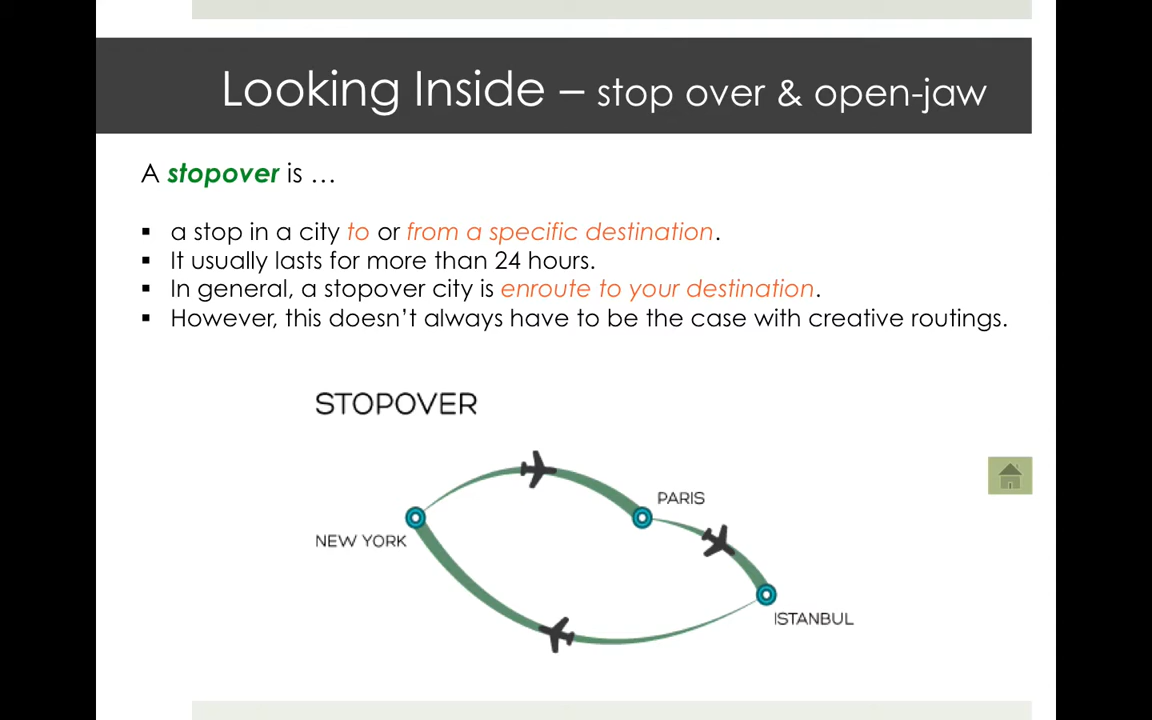 Looking Inside – stop over & open-jaw
A stopover is …
▪ a stop in a city to or from a specific destination.
▪ It usually lasts for more than 24 hours.
▪ In general, a stopover city is enroute to your destination.
▪ However, this doesn't always have to be the case with creative routings.
STOPOVER
PARIS
NEW YORK
ISTANBUL